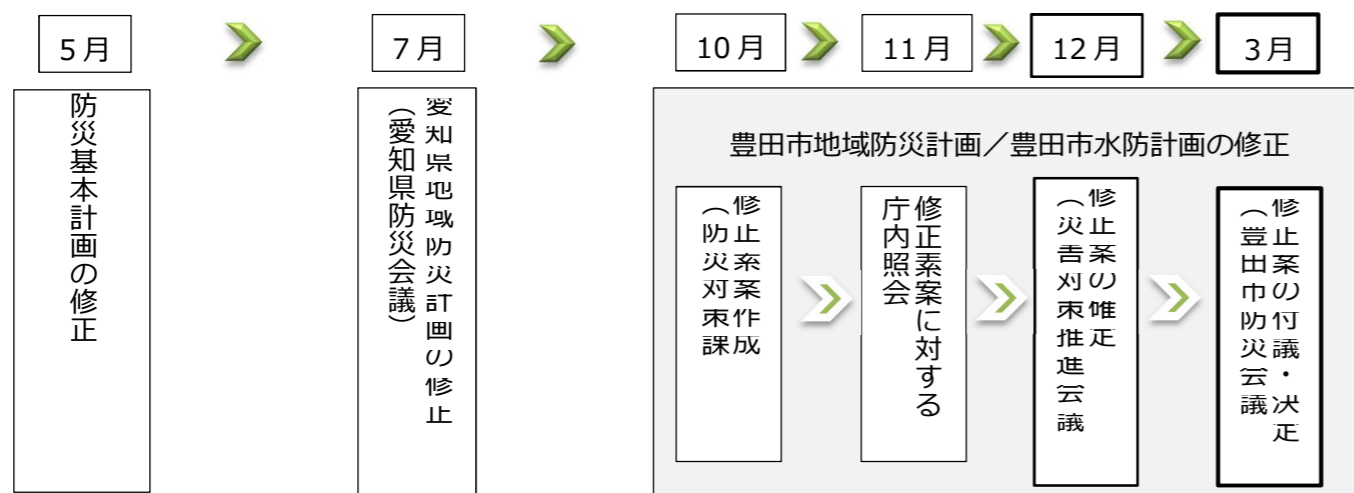 5月
7月
10月
11月
12月
3月
防災基本計画の修正
愛知県地域防災計画の修正
（愛知県防災会議）
豊田市地域防災計画／豊田市水防計画の修正
修正素案作成
（防災対策課
修正素案に対する
庁内照会
修正案の確定
（災害対策推進会議
修正案の付議・決定
（豊田市防災会議